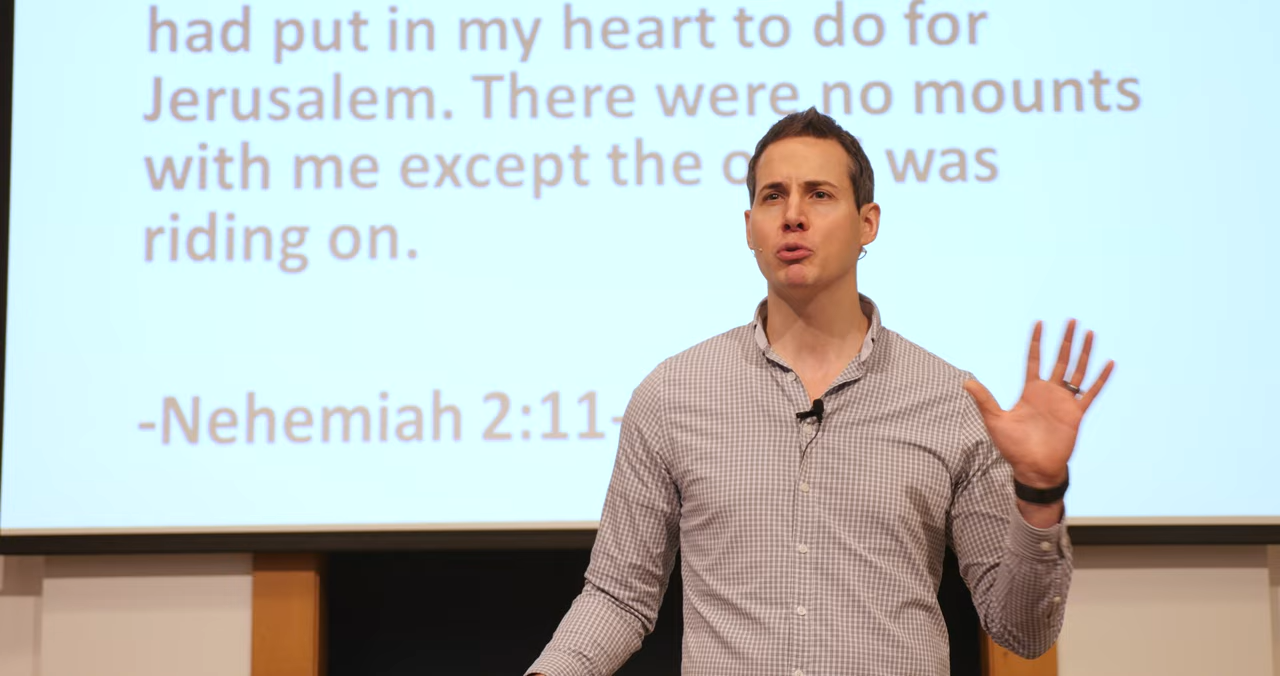 had put in my heart to do for
Jerusalem. There were no mounts
with me except the was
riding on.
-Nehemiah 2:11-